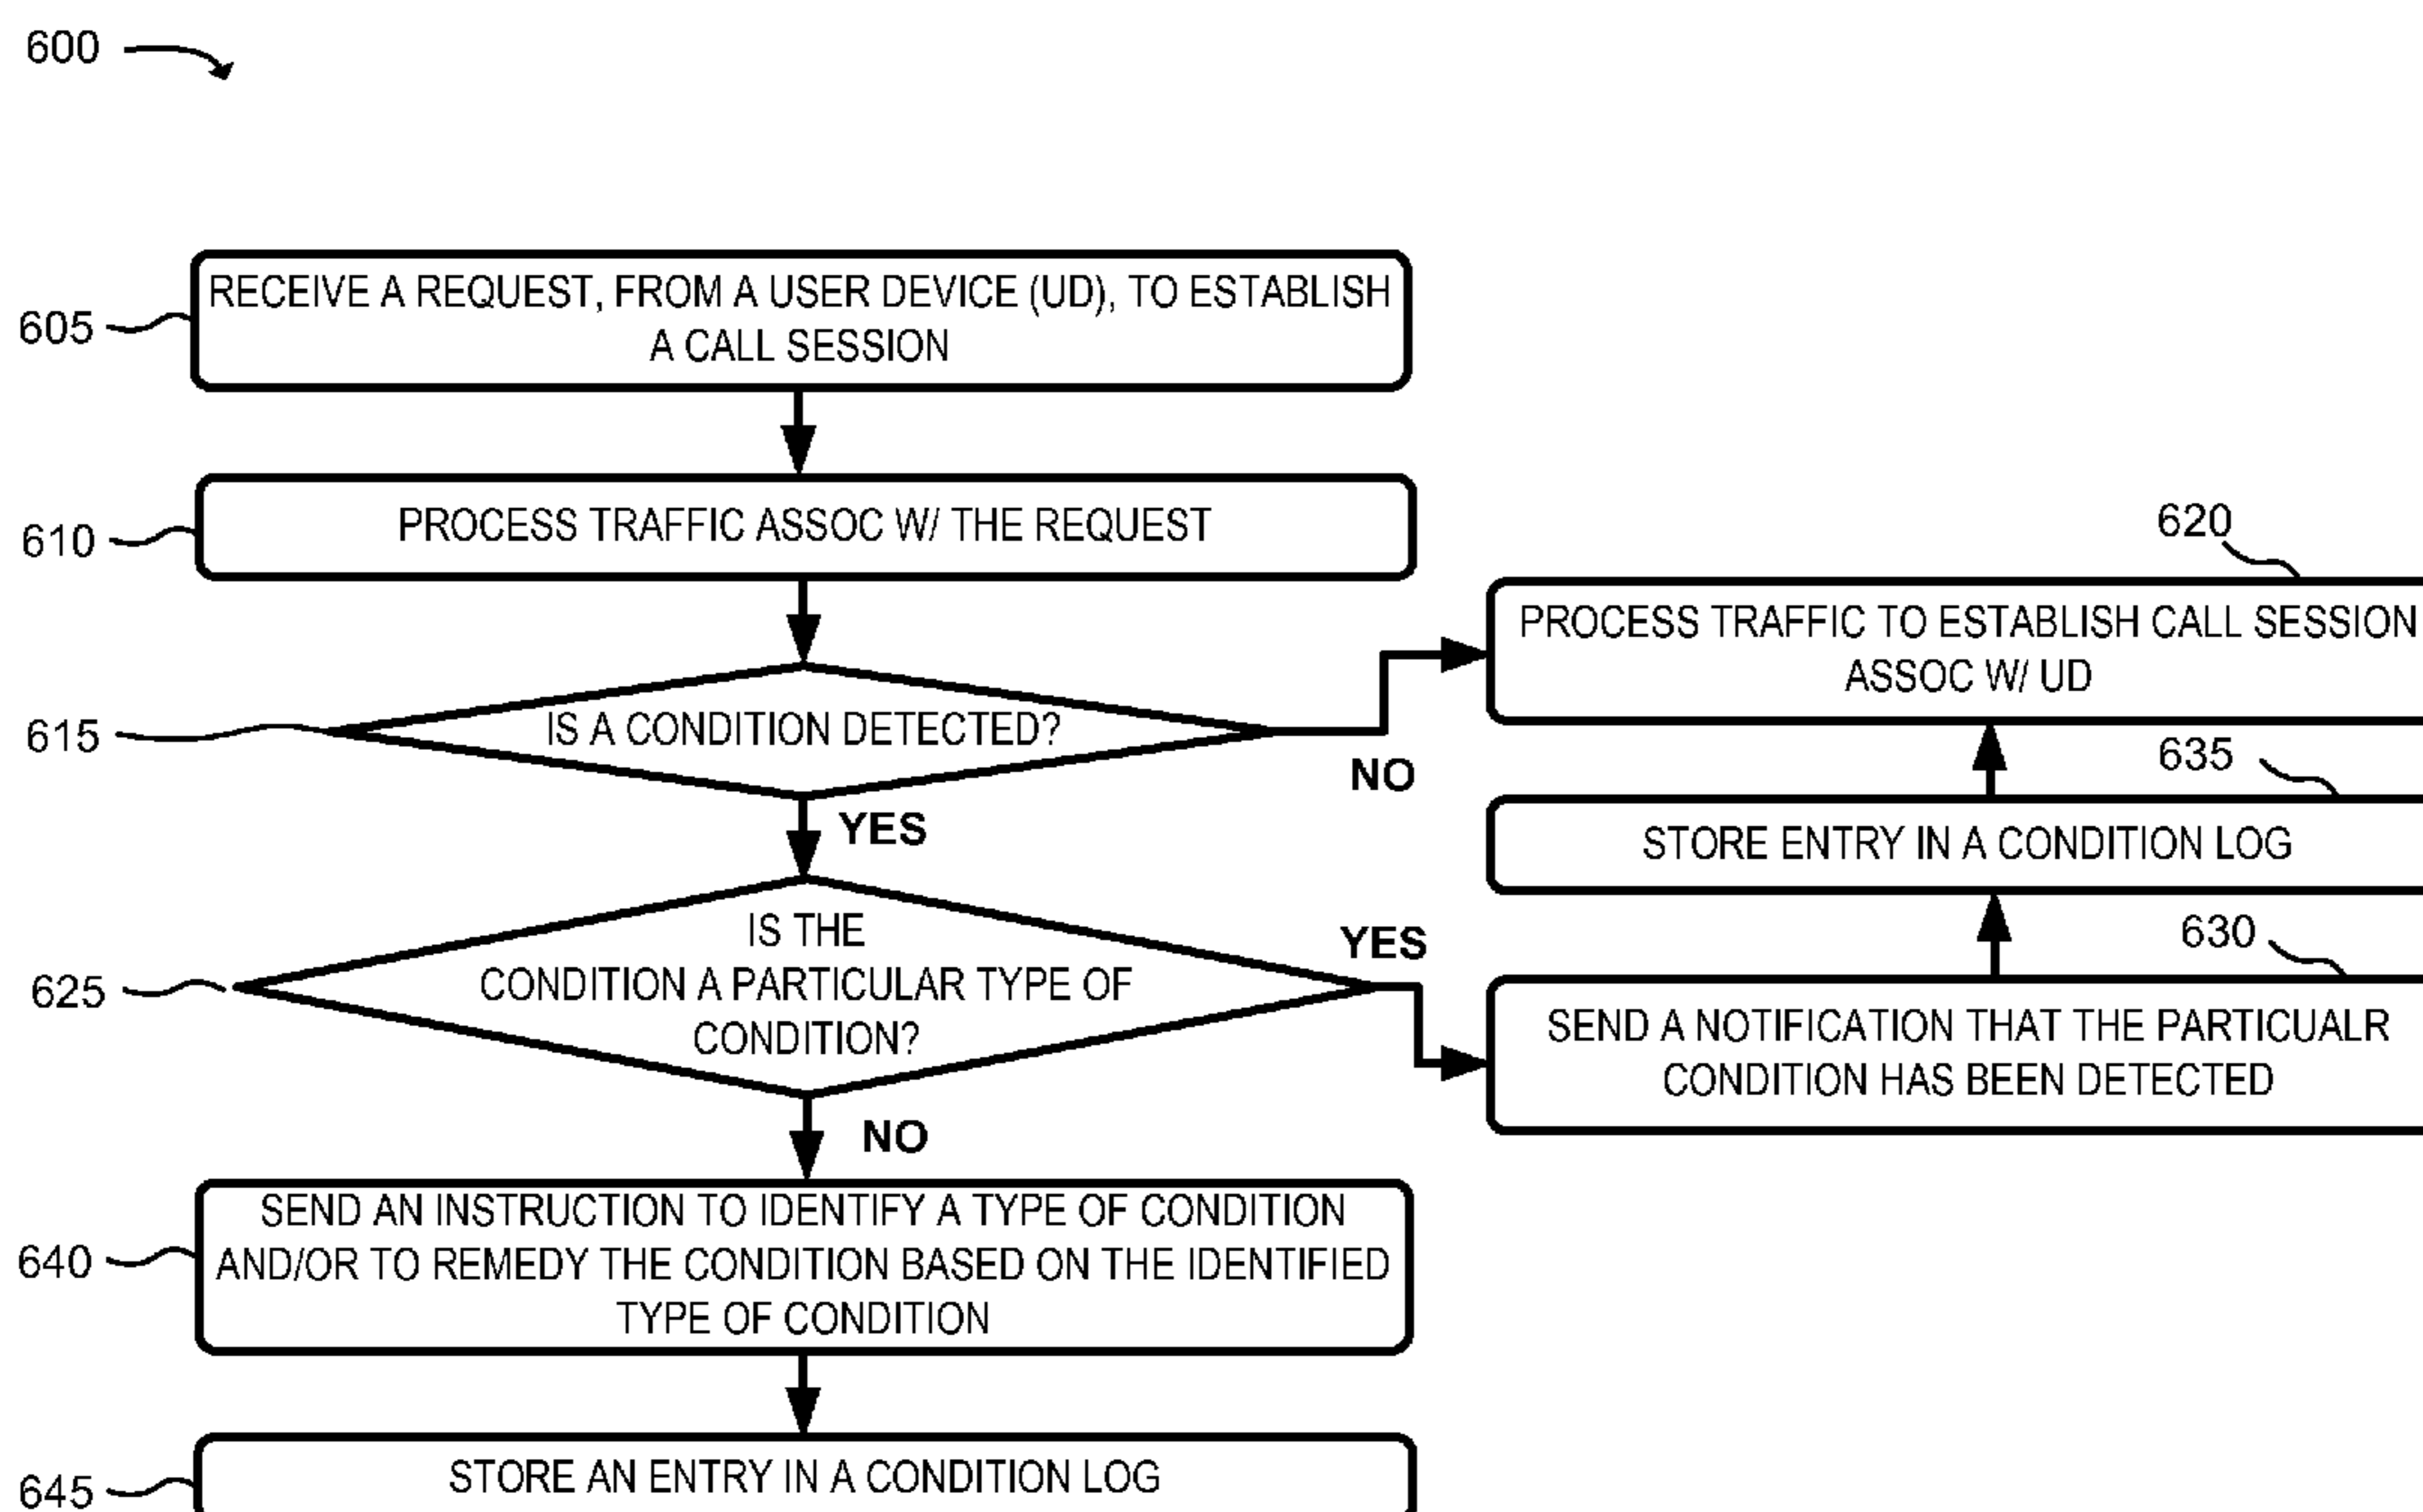 600
605
RECEIVE A REQUEST, FROM A USER DEVICE (UD), TO ESTABLISH
A CALL SESSION
610
PROCESS TRAFFIC ASSOC W/ THE REQUEST
615
IS A CONDITION DETECTED?
NO
620
PROCESS TRAFFIC TO ESTABLISH CALL SESSION
ASSOC W/ UD
YES
625
IS THE
CONDITION A PARTICULAR TYPE OF
CONDITION?
YES
635
STORE ENTRY IN A CONDITION LOG
630
SEND A NOTIFICATION THAT THE PARTICUALR
CONDITION HAS BEEN DETECTED
NO
640
SEND AN INSTRUCTION TO IDENTIFY A TYPE OF CONDITION
AND/OR TO REMEDY THE CONDITION BASED ON THE IDENTIFIED
TYPE OF CONDITION
645
STORE AN ENTRY IN A CONDITION LOG